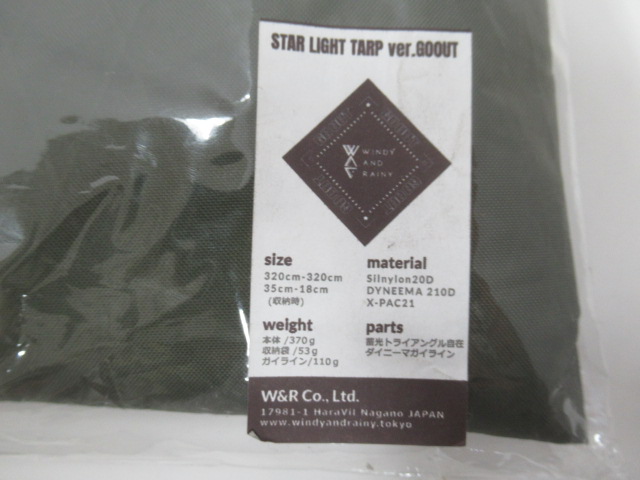 STAR LIGHT TARP ver.GOOUT
WINDY
AND
RAINY
size
320cm-320cm
35cm-18cm
(収納時)
material
Silnylon20D
DYNEEMA 210D
X-PAC21
weight
本体/370g
収納袋/53g
ガイライン/110g
parts
蓄光トライアングル自在
ダイニーマガイライン
W&R Co., Ltd.
17981-1 HaraVil Nagano JAPAN
www.windyandrainy.tokyo